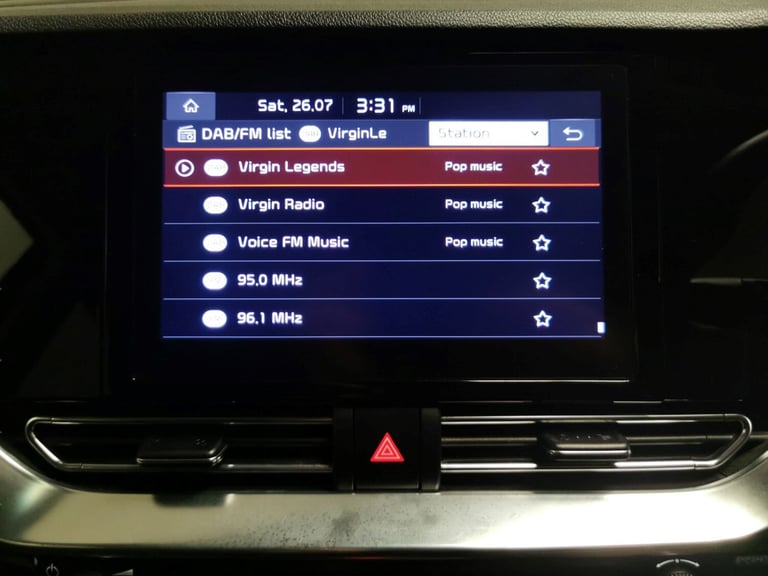 Sat, 26.07 3:31 PM
DAB/FM list VirginLe Station
Virgin Legends Pop music
Virgin Radio Pop music
Voice FM Music Pop music
95.0 MHz
96.1 MHz